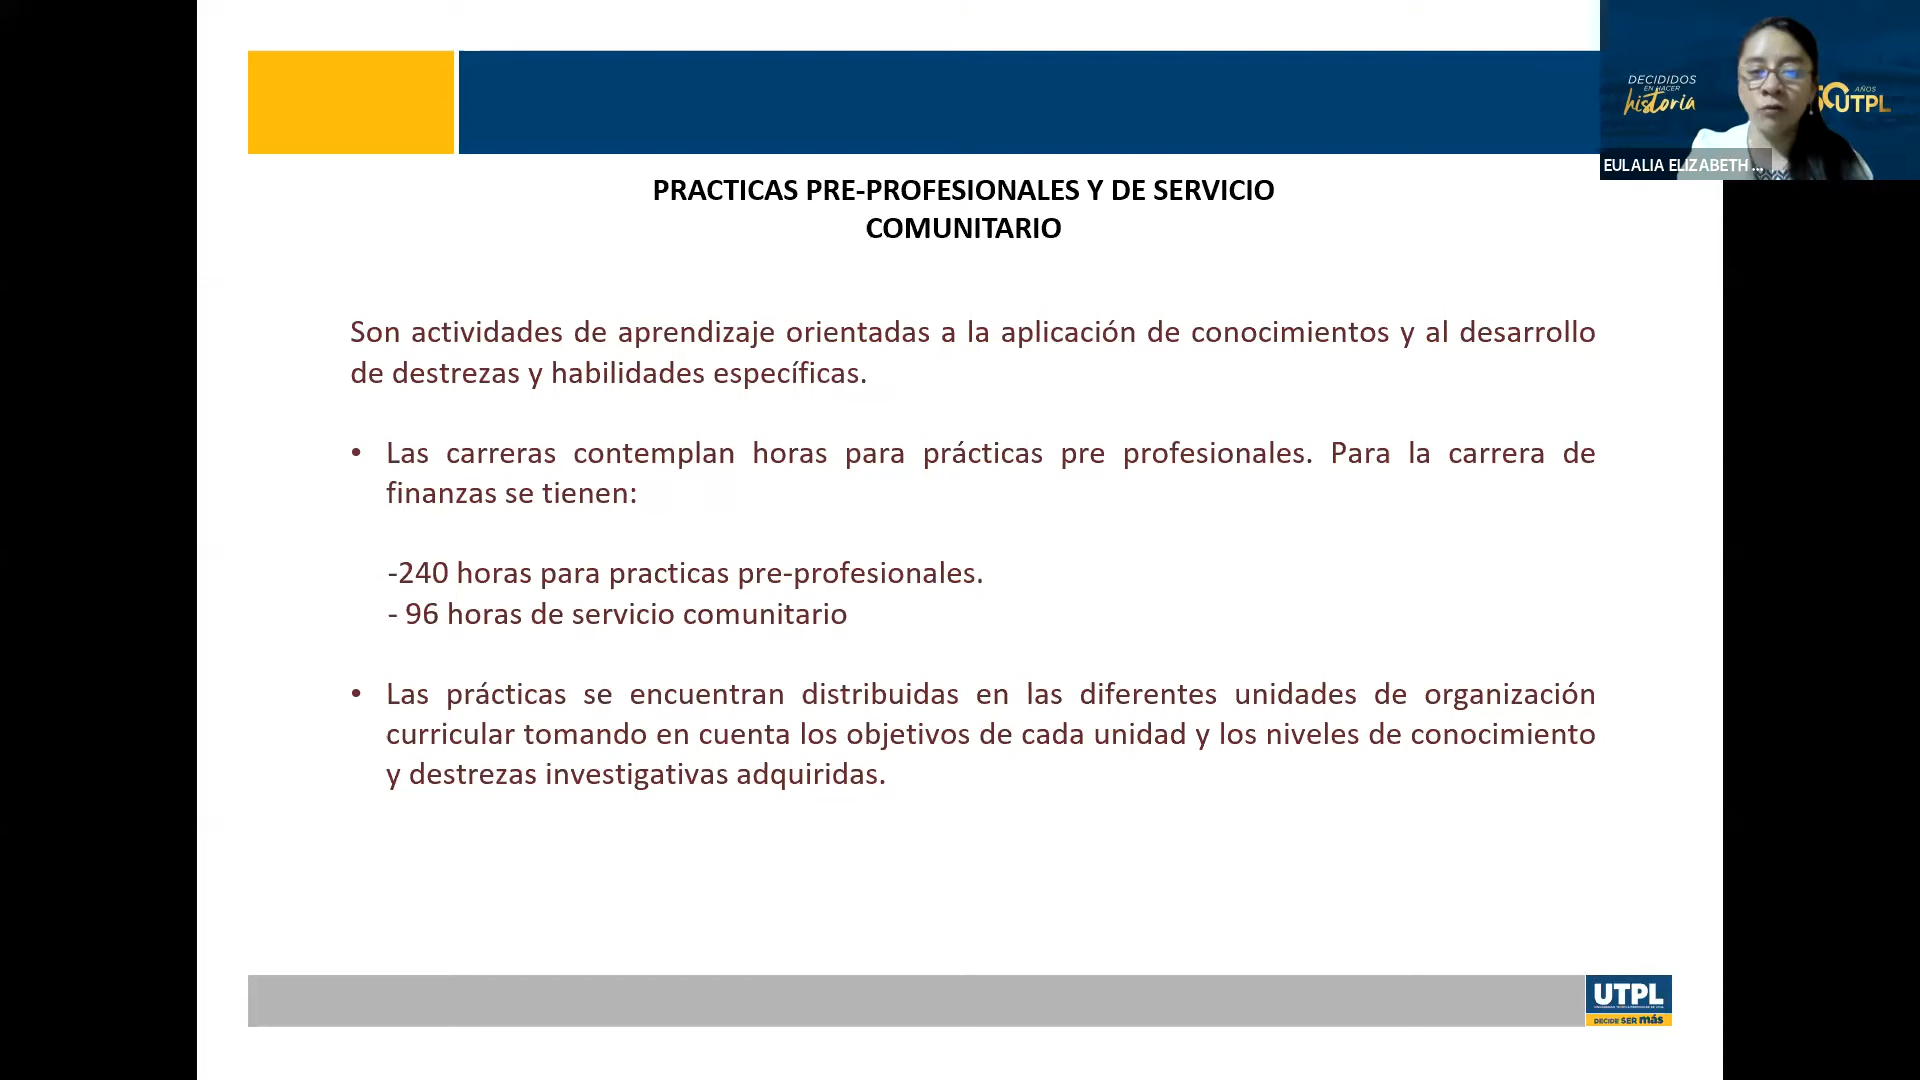 DECIDIDOS
EN HACER
historia
AÑOS
UTPL
EULALIA ELIZABETH ...
PRACTICAS PRE-PROFESIONALES Y DE SERVICIO
COMUNITARIO
Son actividades de aprendizaje orientadas a la aplicación de conocimientos y al desarrollo
de destrezas y habilidades específicas.
• Las carreras contemplan horas para prácticas pre profesionales. Para la carrera de
finanzas se tienen:
-240 horas para practicas pre-profesionales.
- 96 horas de servicio comunitario
• Las prácticas se encuentran distribuidas en las diferentes unidades de organización
curricular tomando en cuenta los objetivos de cada unidad y los niveles de conocimiento
y destrezas investigativas adquiridas.
UTPL
DECIDE SER más